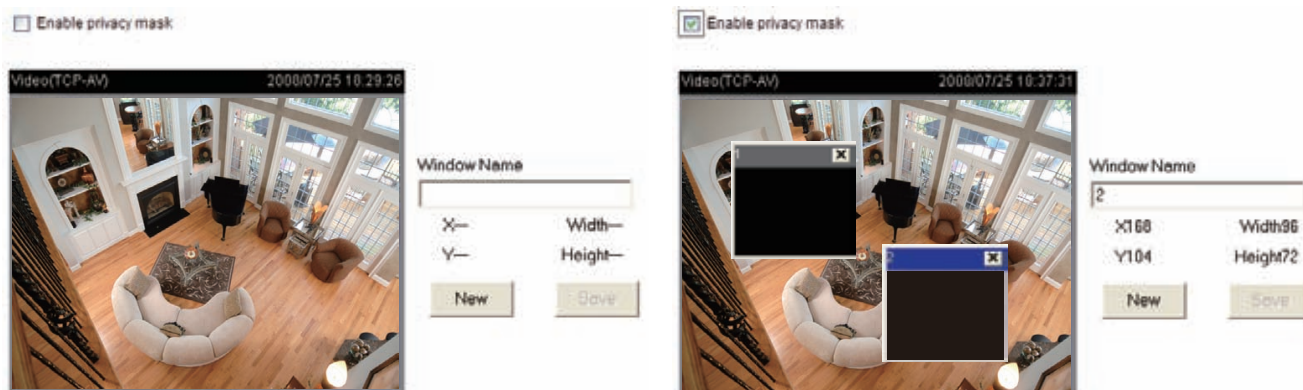 Enable privacy mask
Video(TCP-AV) 2008/07/25 18:29:26
Window Name
X— Width—
Y— Height—
New Save
Enable privacy mask
Video(TCP-AV) 2008/07/25 18:37:31
1
2
Window Name
2
X168 Width96
Y104 Height72
New Save